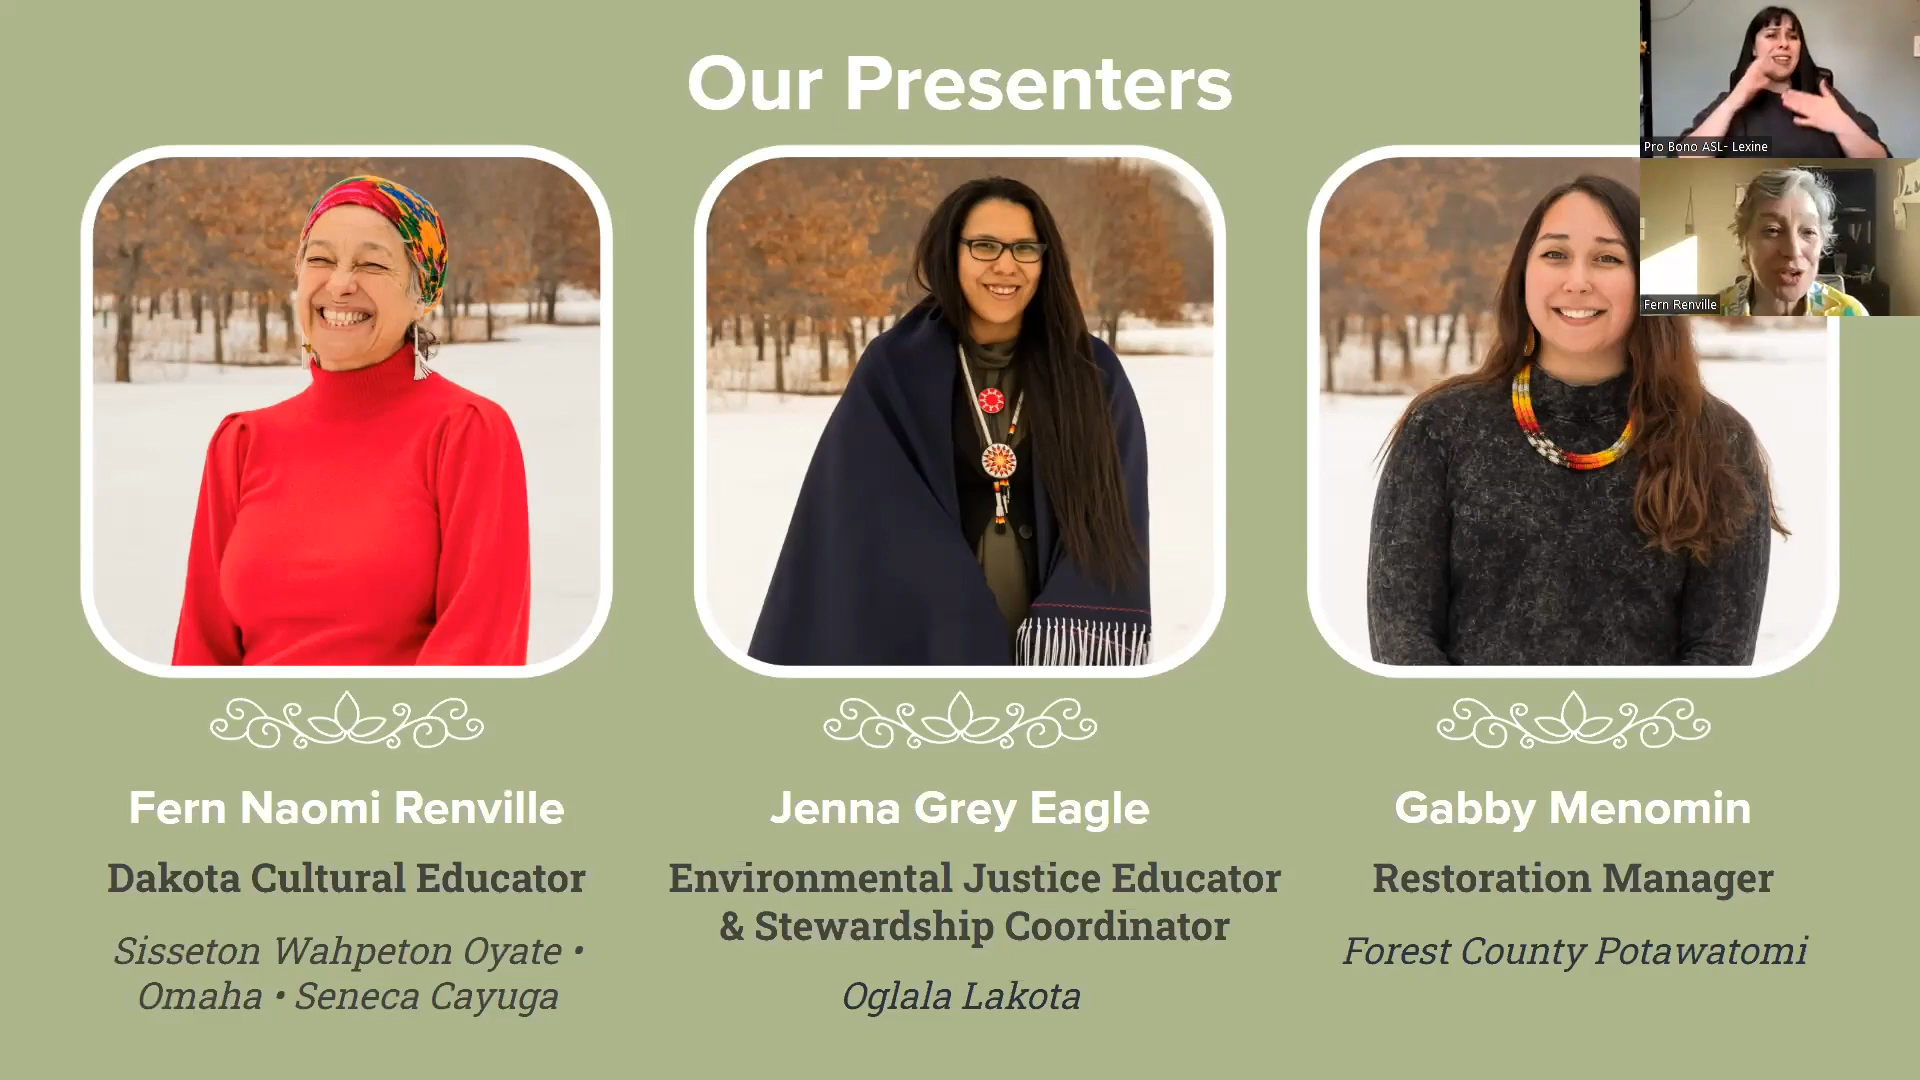 Our Presenters
Pro Bono ASL- Lexine
Fern Renville
Fern Naomi Renville
Dakota Cultural Educator
Sisseton Wahpeton Oyate •
Omaha • Seneca Cayuga
Jenna Grey Eagle
Environmental Justice Educator
& Stewardship Coordinator
Oglala Lakota
Gabby Menomin
Restoration Manager
Forest County Potawatomi